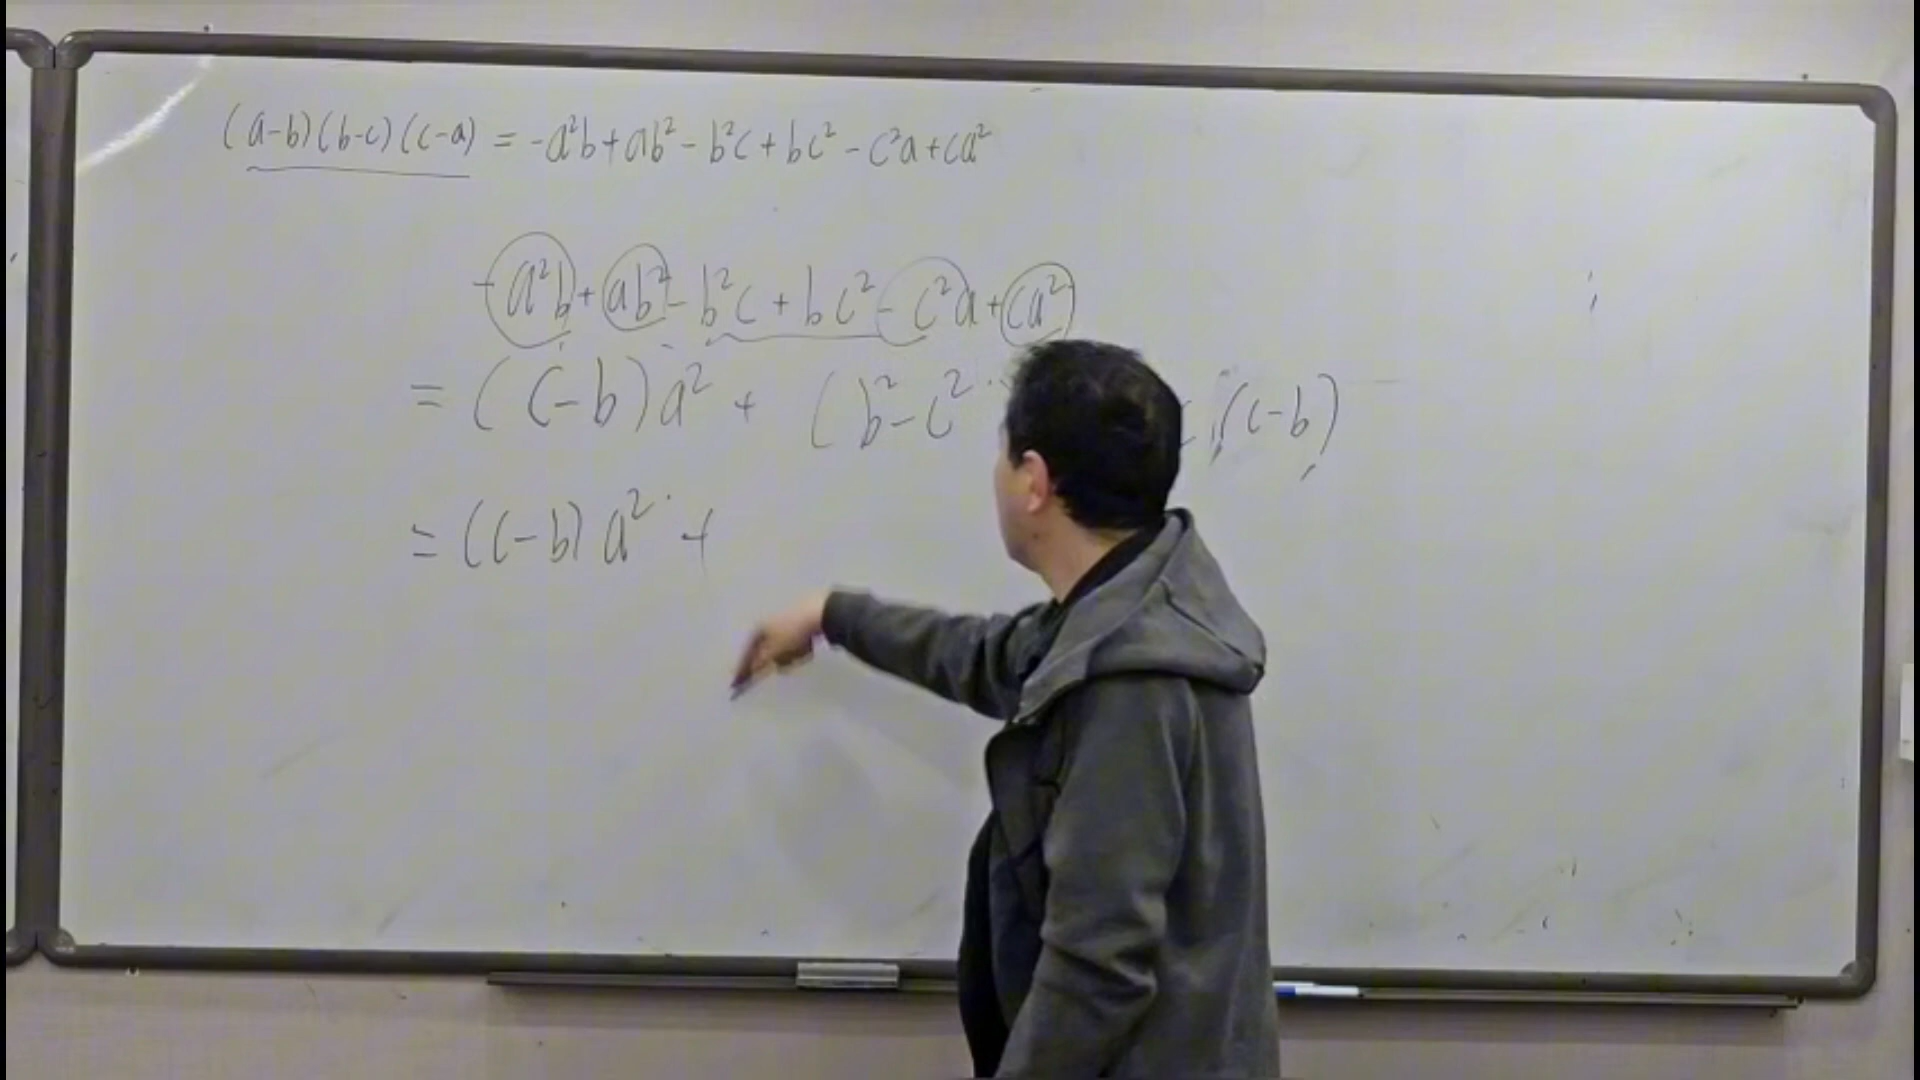 (a-b)(b-c)(c-a) = -a²b+ab²-b²c+bc²-c²a+ca²
-a²b+ab²-b²c+bc²-c²a+ca²
= (c-b)a² + (b²-c² (c-b)
= (c-b)a² +